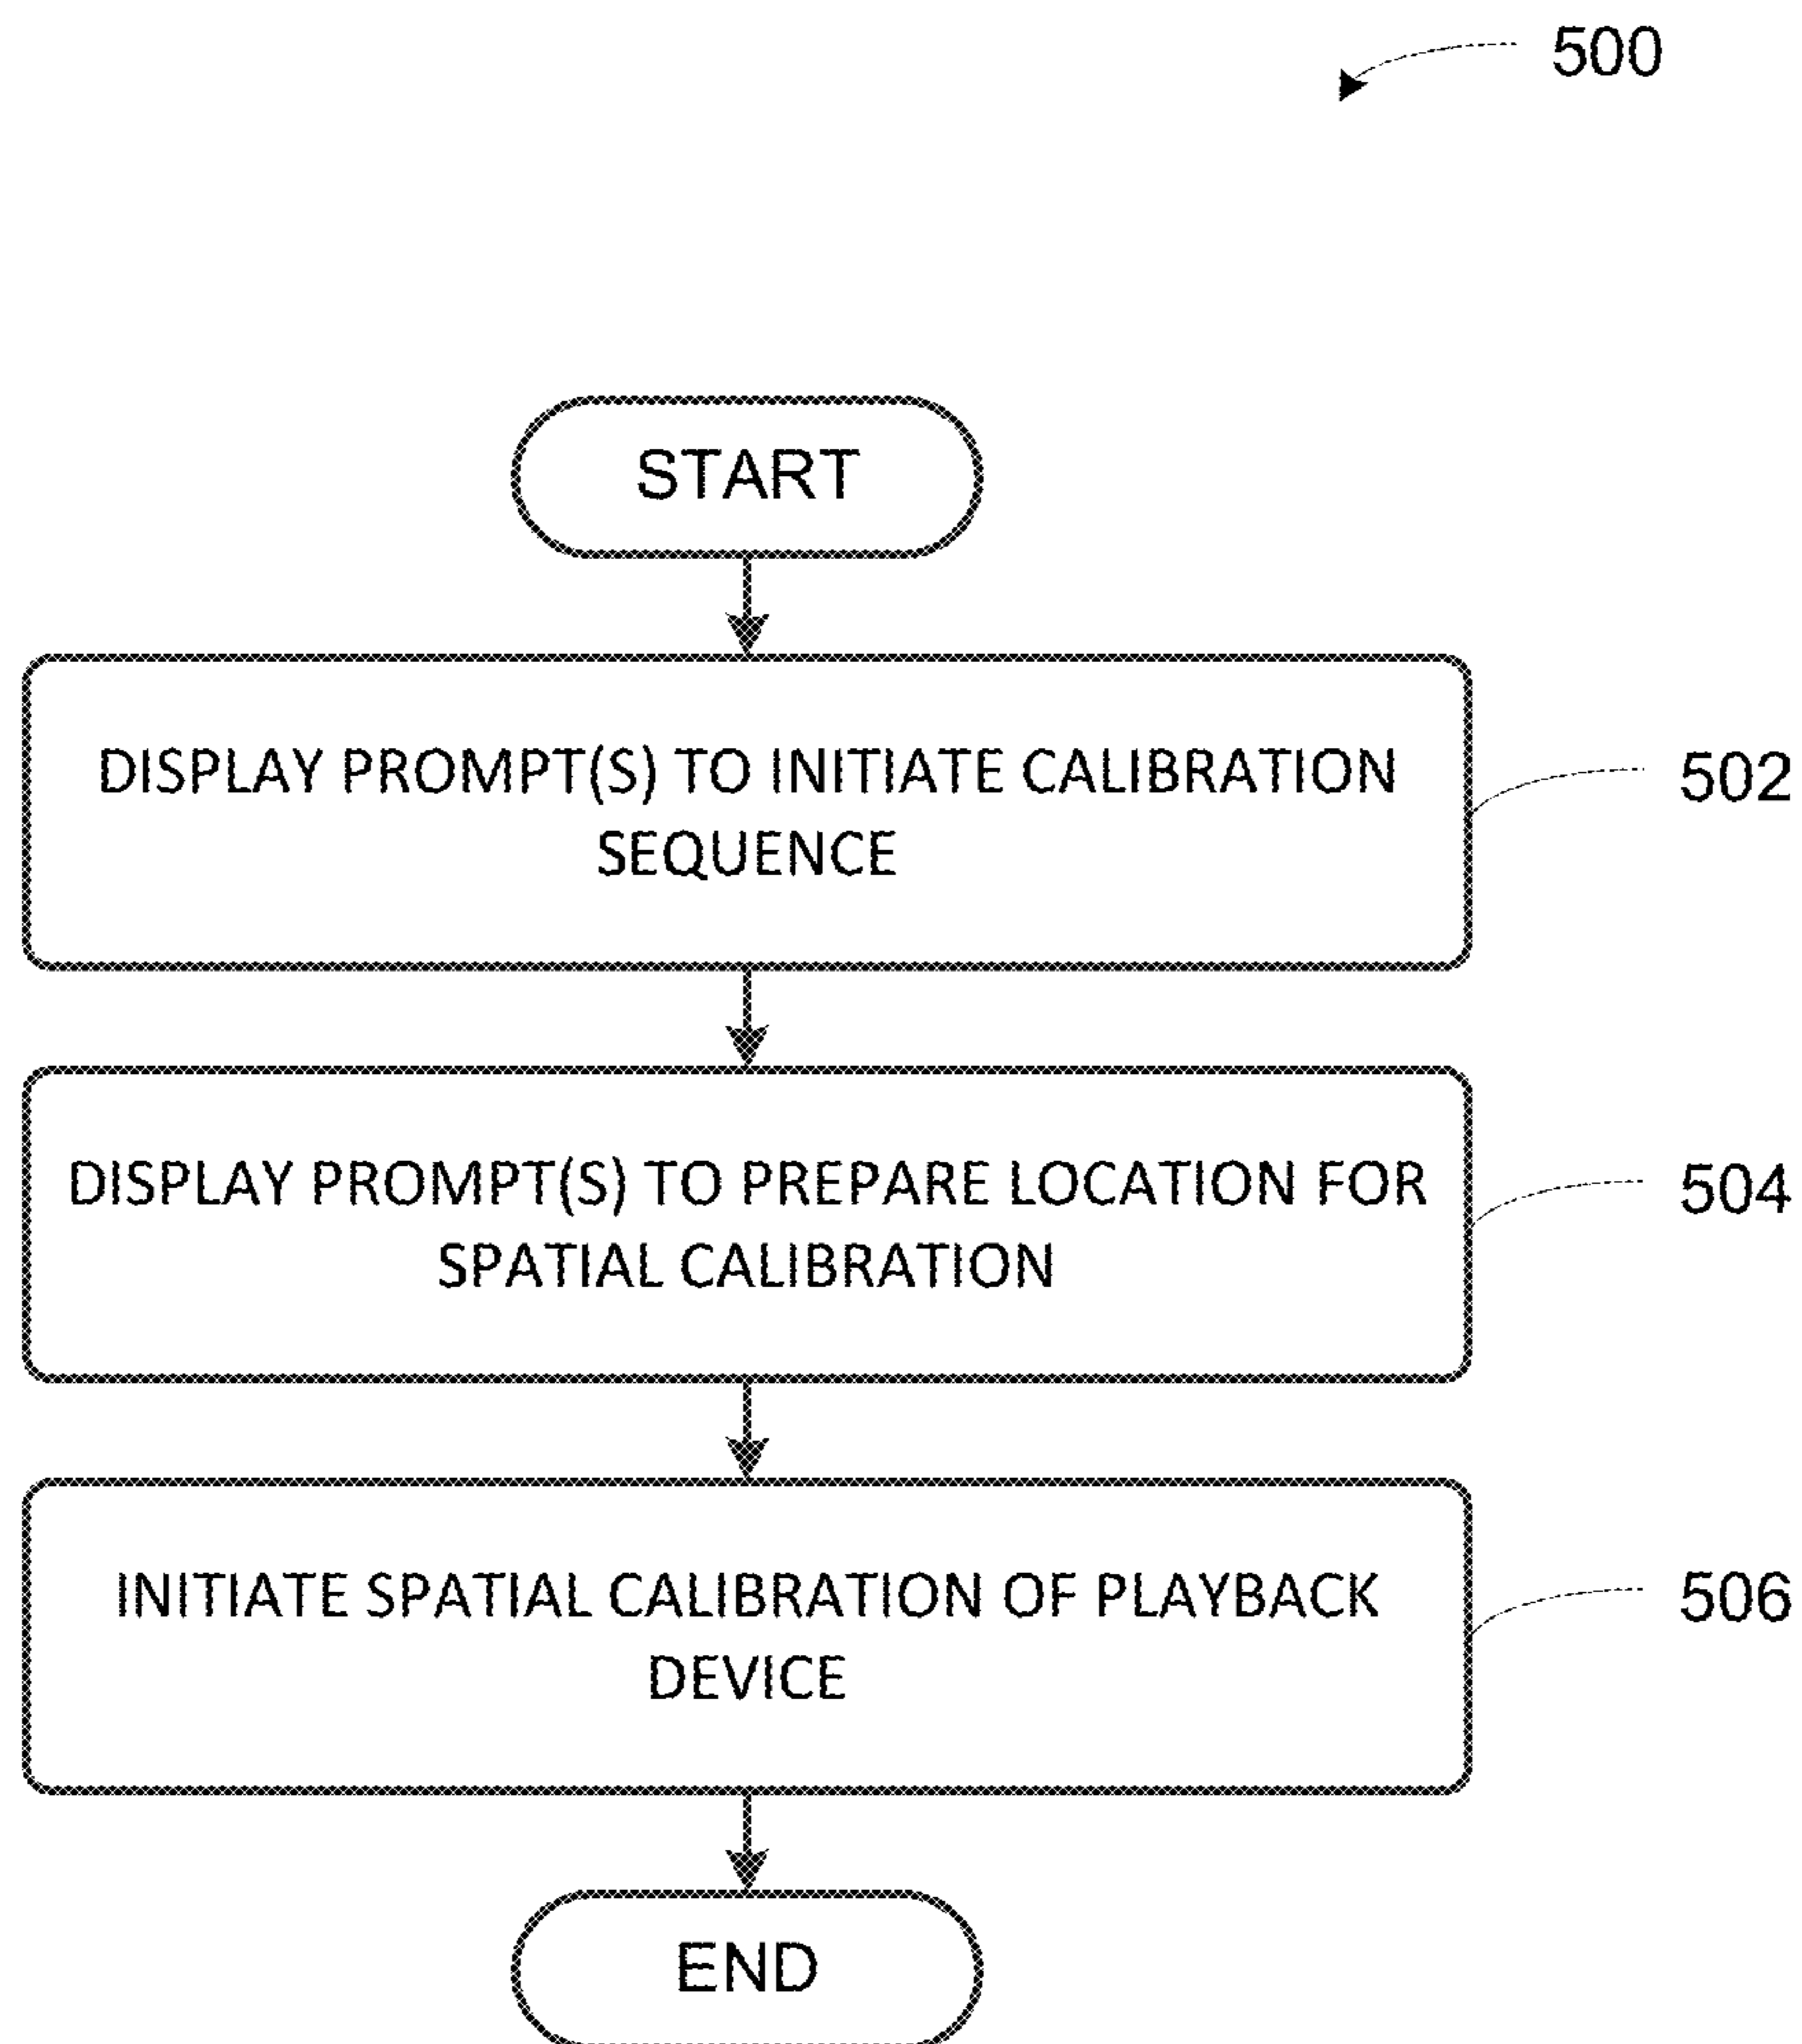 500
START
DISPLAY PROMPT(S) TO INITIATE CALIBRATION
SEQUENCE
502
DISPLAY PROMPT(S) TO PREPARE LOCATION FOR
SPATIAL CALIBRATION
504
INITIATE SPATIAL CALIBRATION OF PLAYBACK
DEVICE
506
END